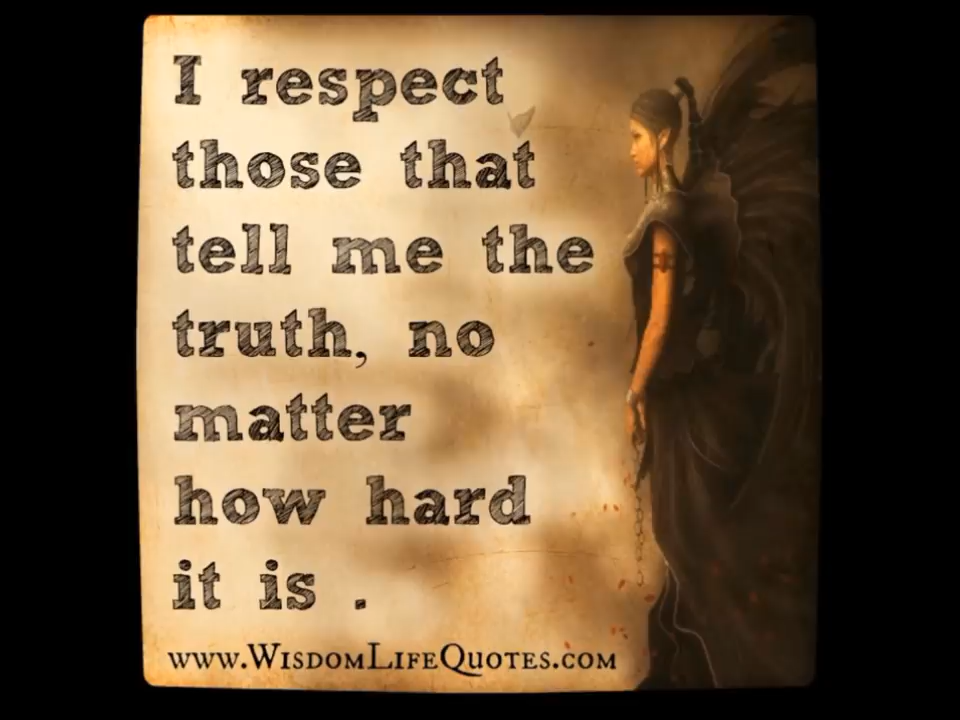 I respect
those that
tell me the
truth, no
matter
how hard
it is .
www.WisdomLifeQuotes.com